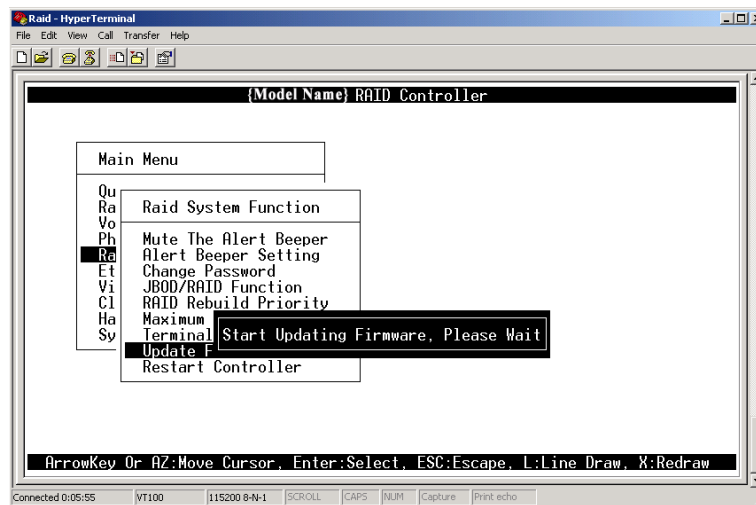 Raid - HyperTerminal
File Edit View Call Transfer Help
{Model Name} RAID Controller
Main Menu
Qu
Ra
Raid System Function
Vo
Ph
Mute The Alert Beeper
Ra
Alert Beeper Setting
Et
Change Password
Vi
JBOD/RAID Function
Cl
RAID Rebuild Priority
Ha
Maximum
Sy
Terminal
Start Updating Firmware, Please Wait
Update F
Restart Controller
ArrowKey Or AZ:Move Cursor, Enter:Select, ESC:Escape, L:Line Draw, X:Redraw
Connected 0:05:55 VT100 115200 8-N-1 SCROLL CAPS NUM Capture Print echo